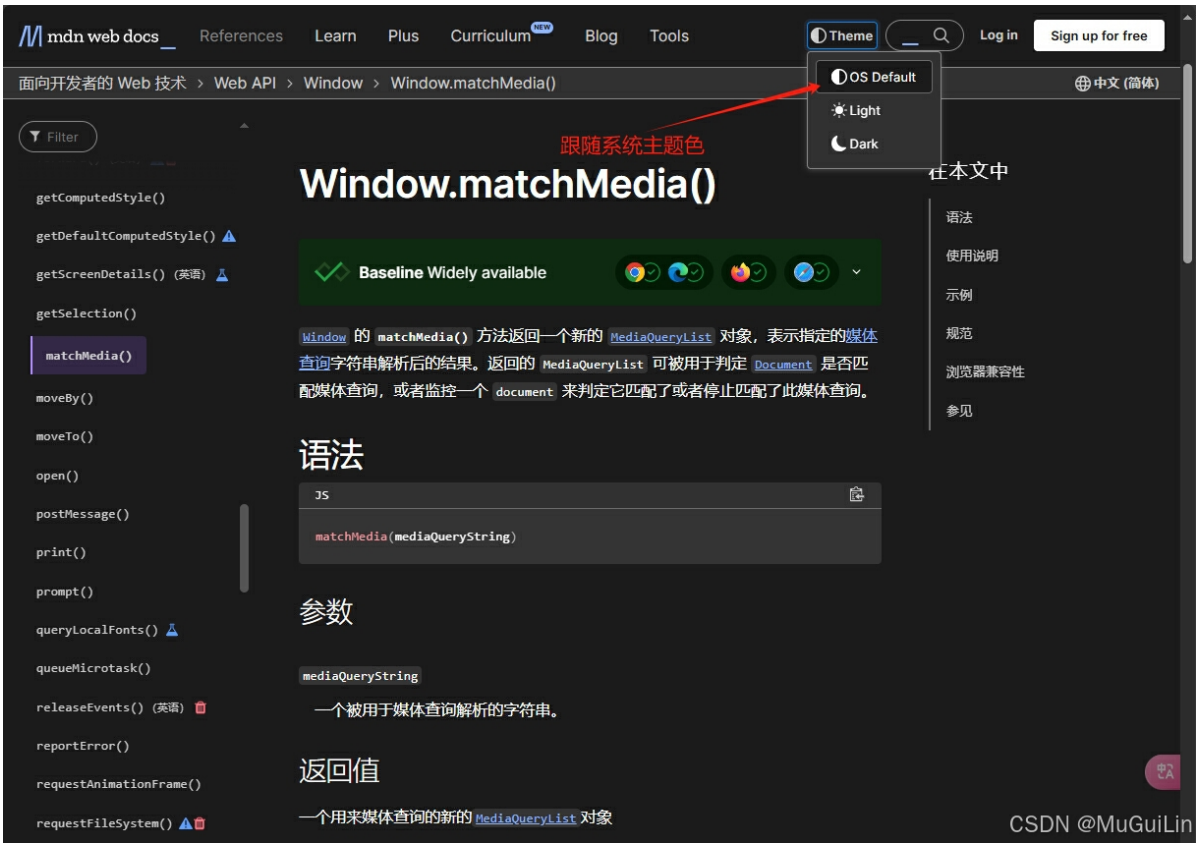 mdn web docs_ References Learn Plus Curriculum NEW Blog Tools Theme _ Log in Sign up for free
面向开发者的 Web 技术 > Web API > Window > Window.matchMedia() 中文 (简体)
OS Default
Light
Dark
跟随系统主题色
Filter
getComputedStyle()
getDefaultComputedStyle()
getScreenDetails() (英语)
getSelection()
matchMedia()
moveBy()
moveTo()
open()
postMessage()
print()
prompt()
queryLocalFonts()
queueMicrotask()
releaseEvents() (英语)
reportError()
requestAnimationFrame()
requestFileSystem()
Window.matchMedia()
Baseline Widely available
Window 的 matchMedia() 方法返回一个新的 MediaQueryList 对象，表示指定的媒体
查询字符串解析后的结果。返回的 MediaQueryList 可被用于判定 Document 是否匹
配媒体查询，或者监控一个 document 来判定它匹配了或者停止匹配了此媒体查询。
语法
JS
matchMedia(mediaQueryString)
参数
mediaQueryString
一个被用于媒体查询解析的字符串。
返回值
一个用来媒体查询的新的 MediaQueryList 对象
在本文中
语法
使用说明
示例
规范
浏览器兼容性
参见
中A
CSDN @MuGuiLin